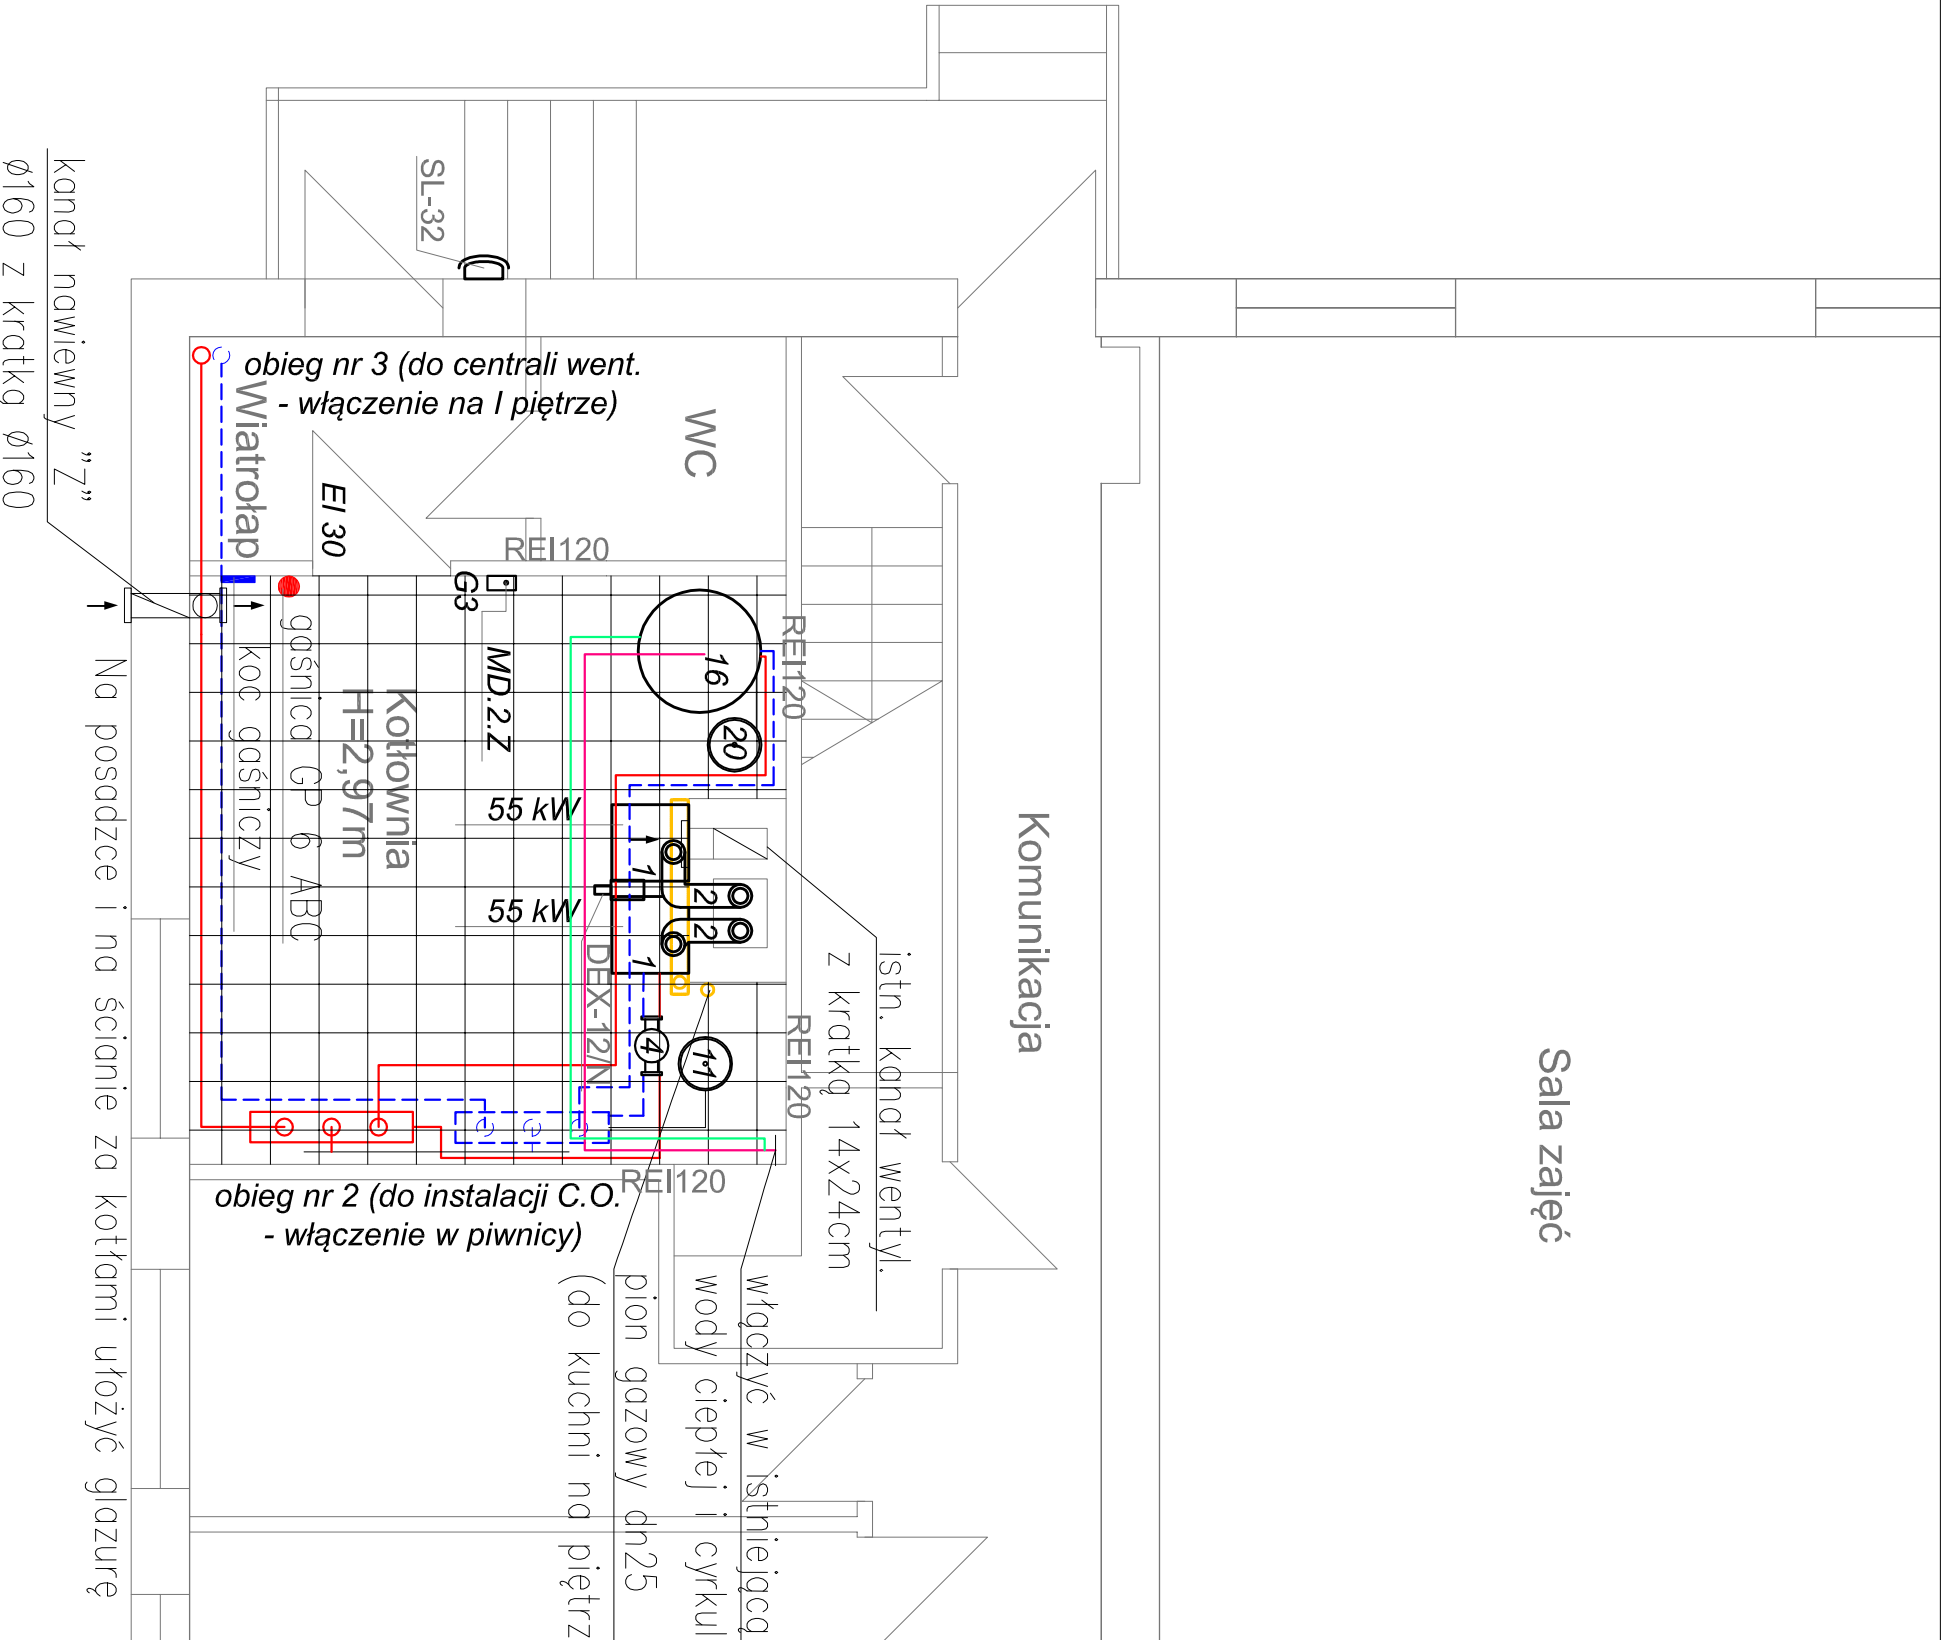 kanał nawiewny "Z"
ø160 z kratką ø160
SL-32
obieg nr 3 (do centrali went.
- włączenie na I piętrze)
Wiatrołap
WC
EI 30
REI120
G3
MD.2.Z
gaśnica GP 6 ABC
koc gaśniczy
Kotłownia
H=2,97m
16
20
REI120
55 kW
55 kW
1
1
2
2
DEX-12/N
4
11
REI120
REI120
istn. kanał wentyl.
z kratką 14x24cm
Komunikacja
Sala zajęć
obieg nr 2 (do instalacji C.O.
- włączenie w piwnicy)
włączyć w istniejącą
wody ciepłej i cyrkul
pion gazowy dn25
(do kuchni na piętrz
Na posadzce i na ścianie za kotłami ułożyć glazurę